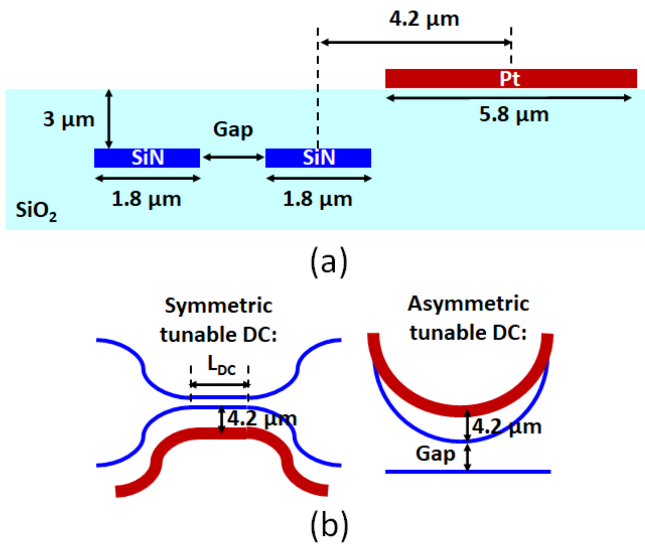 4.2 μm
Pt
3 μm
Gap
5.8 μm
SiN
SiN
1.8 μm
1.8 μm
SiO₂
(a)
Symmetric
tunable DC:
L_DC
4.2 μm
Asymmetric
tunable DC:
4.2 μm
Gap
(b)